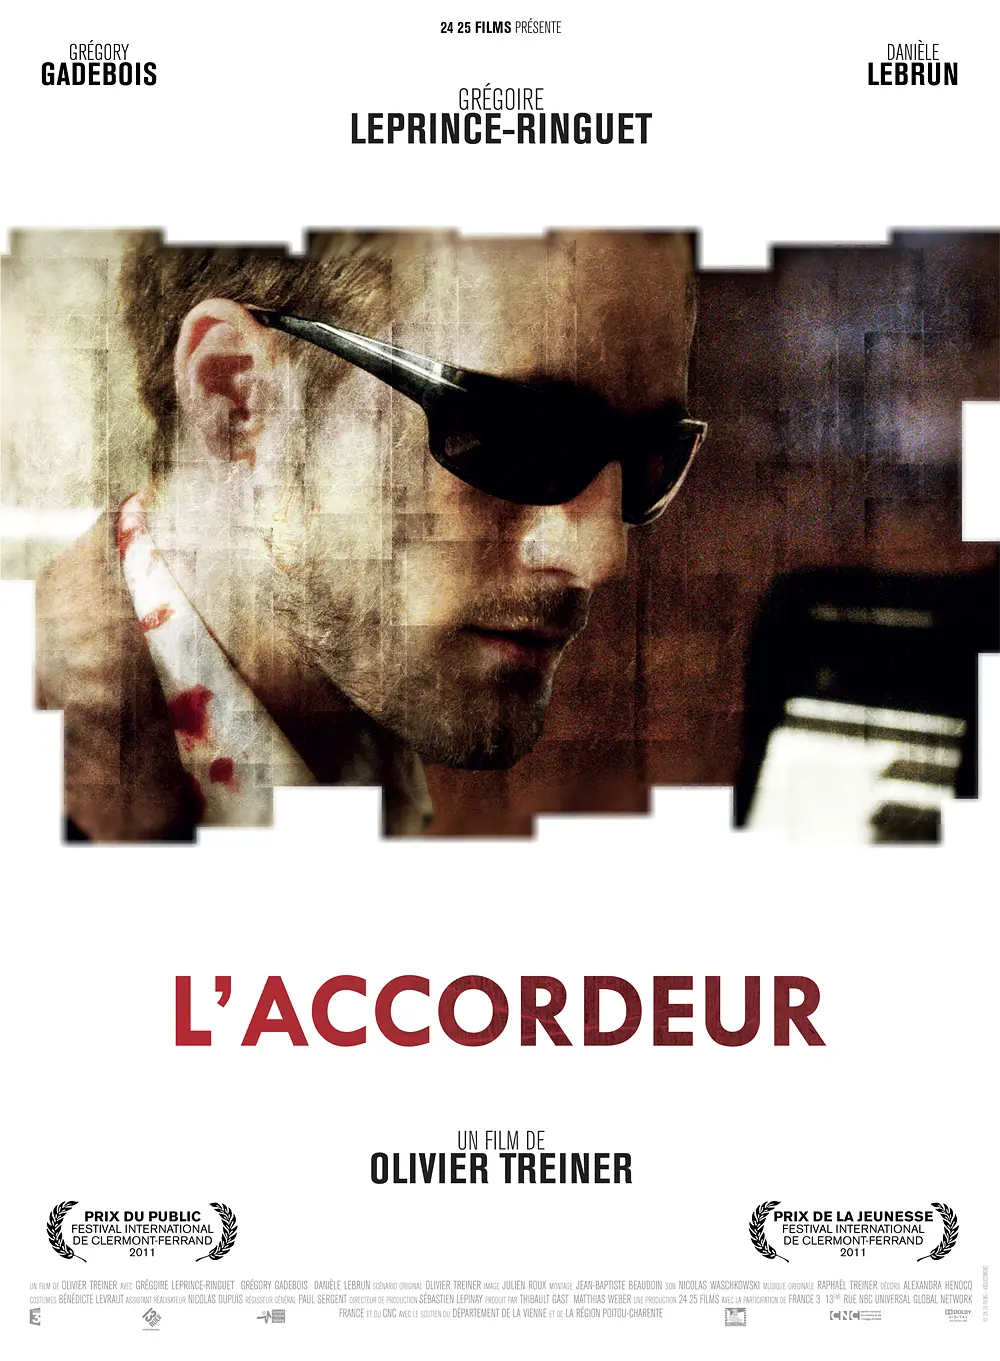 24 25 FILMS PRÉSENTE
GRÉGORY
GADEBOIS
DANIÈLE
LEBRUN
GRÉGOIRE
LEPRINCE-RINGUET
L'ACCORDEUR
UN FILM DE
OLIVIER TREINER
PRIX DU PUBLIC
FESTIVAL INTERNATIONAL
DE CLERMONT-FERRAND
2011
PRIX DE LA JEUNESSE
FESTIVAL INTERNATIONAL
DE CLERMONT-FERRAND
2011
UN FILM DE OLIVIER TREINER AVEC GRÉGOIRE LEPRINCE-RINGUET GRÉGORY GADEBOIS DANIÈLE LEBRUN SCÉNARIO ORIGINAL OLIVIER TREINER IMAGE JULIEN ROUX MONTAGE JEAN-BAPTISTE BEAUDOIN SON NICOLAS WASCHKOWSKI MUSIQUE ORIGINALE RAPHAËL TREINER DÉCORS ALEXANDRA HENOCQ
COSTUMES BÉNÉDICTE LEVRAUT ASSISTANT RÉALISATEUR NICOLAS DUPUIS RÉGISSEUR GÉNÉRAL PAUL SERGENT DIRECTEUR DE PRODUCTION SÉBASTIEN LEPINAY PRODUIT PAR THIBAULT GAST MATTHIAS WEBER UNE PRODUCTION 24 25 FILMS AVEC LA PARTICIPATION DE FRANCE 3 13ÈME RUE NBC UNIVERSAL GLOBAL NETWORK
FRANCE ET DU CNC AVEC LE SOUTIEN DU DÉPARTEMENT DE LA VIENNE ET DE LA RÉGION POITOU-CHARENTE
3
CNC
DOLBY
DIGITAL